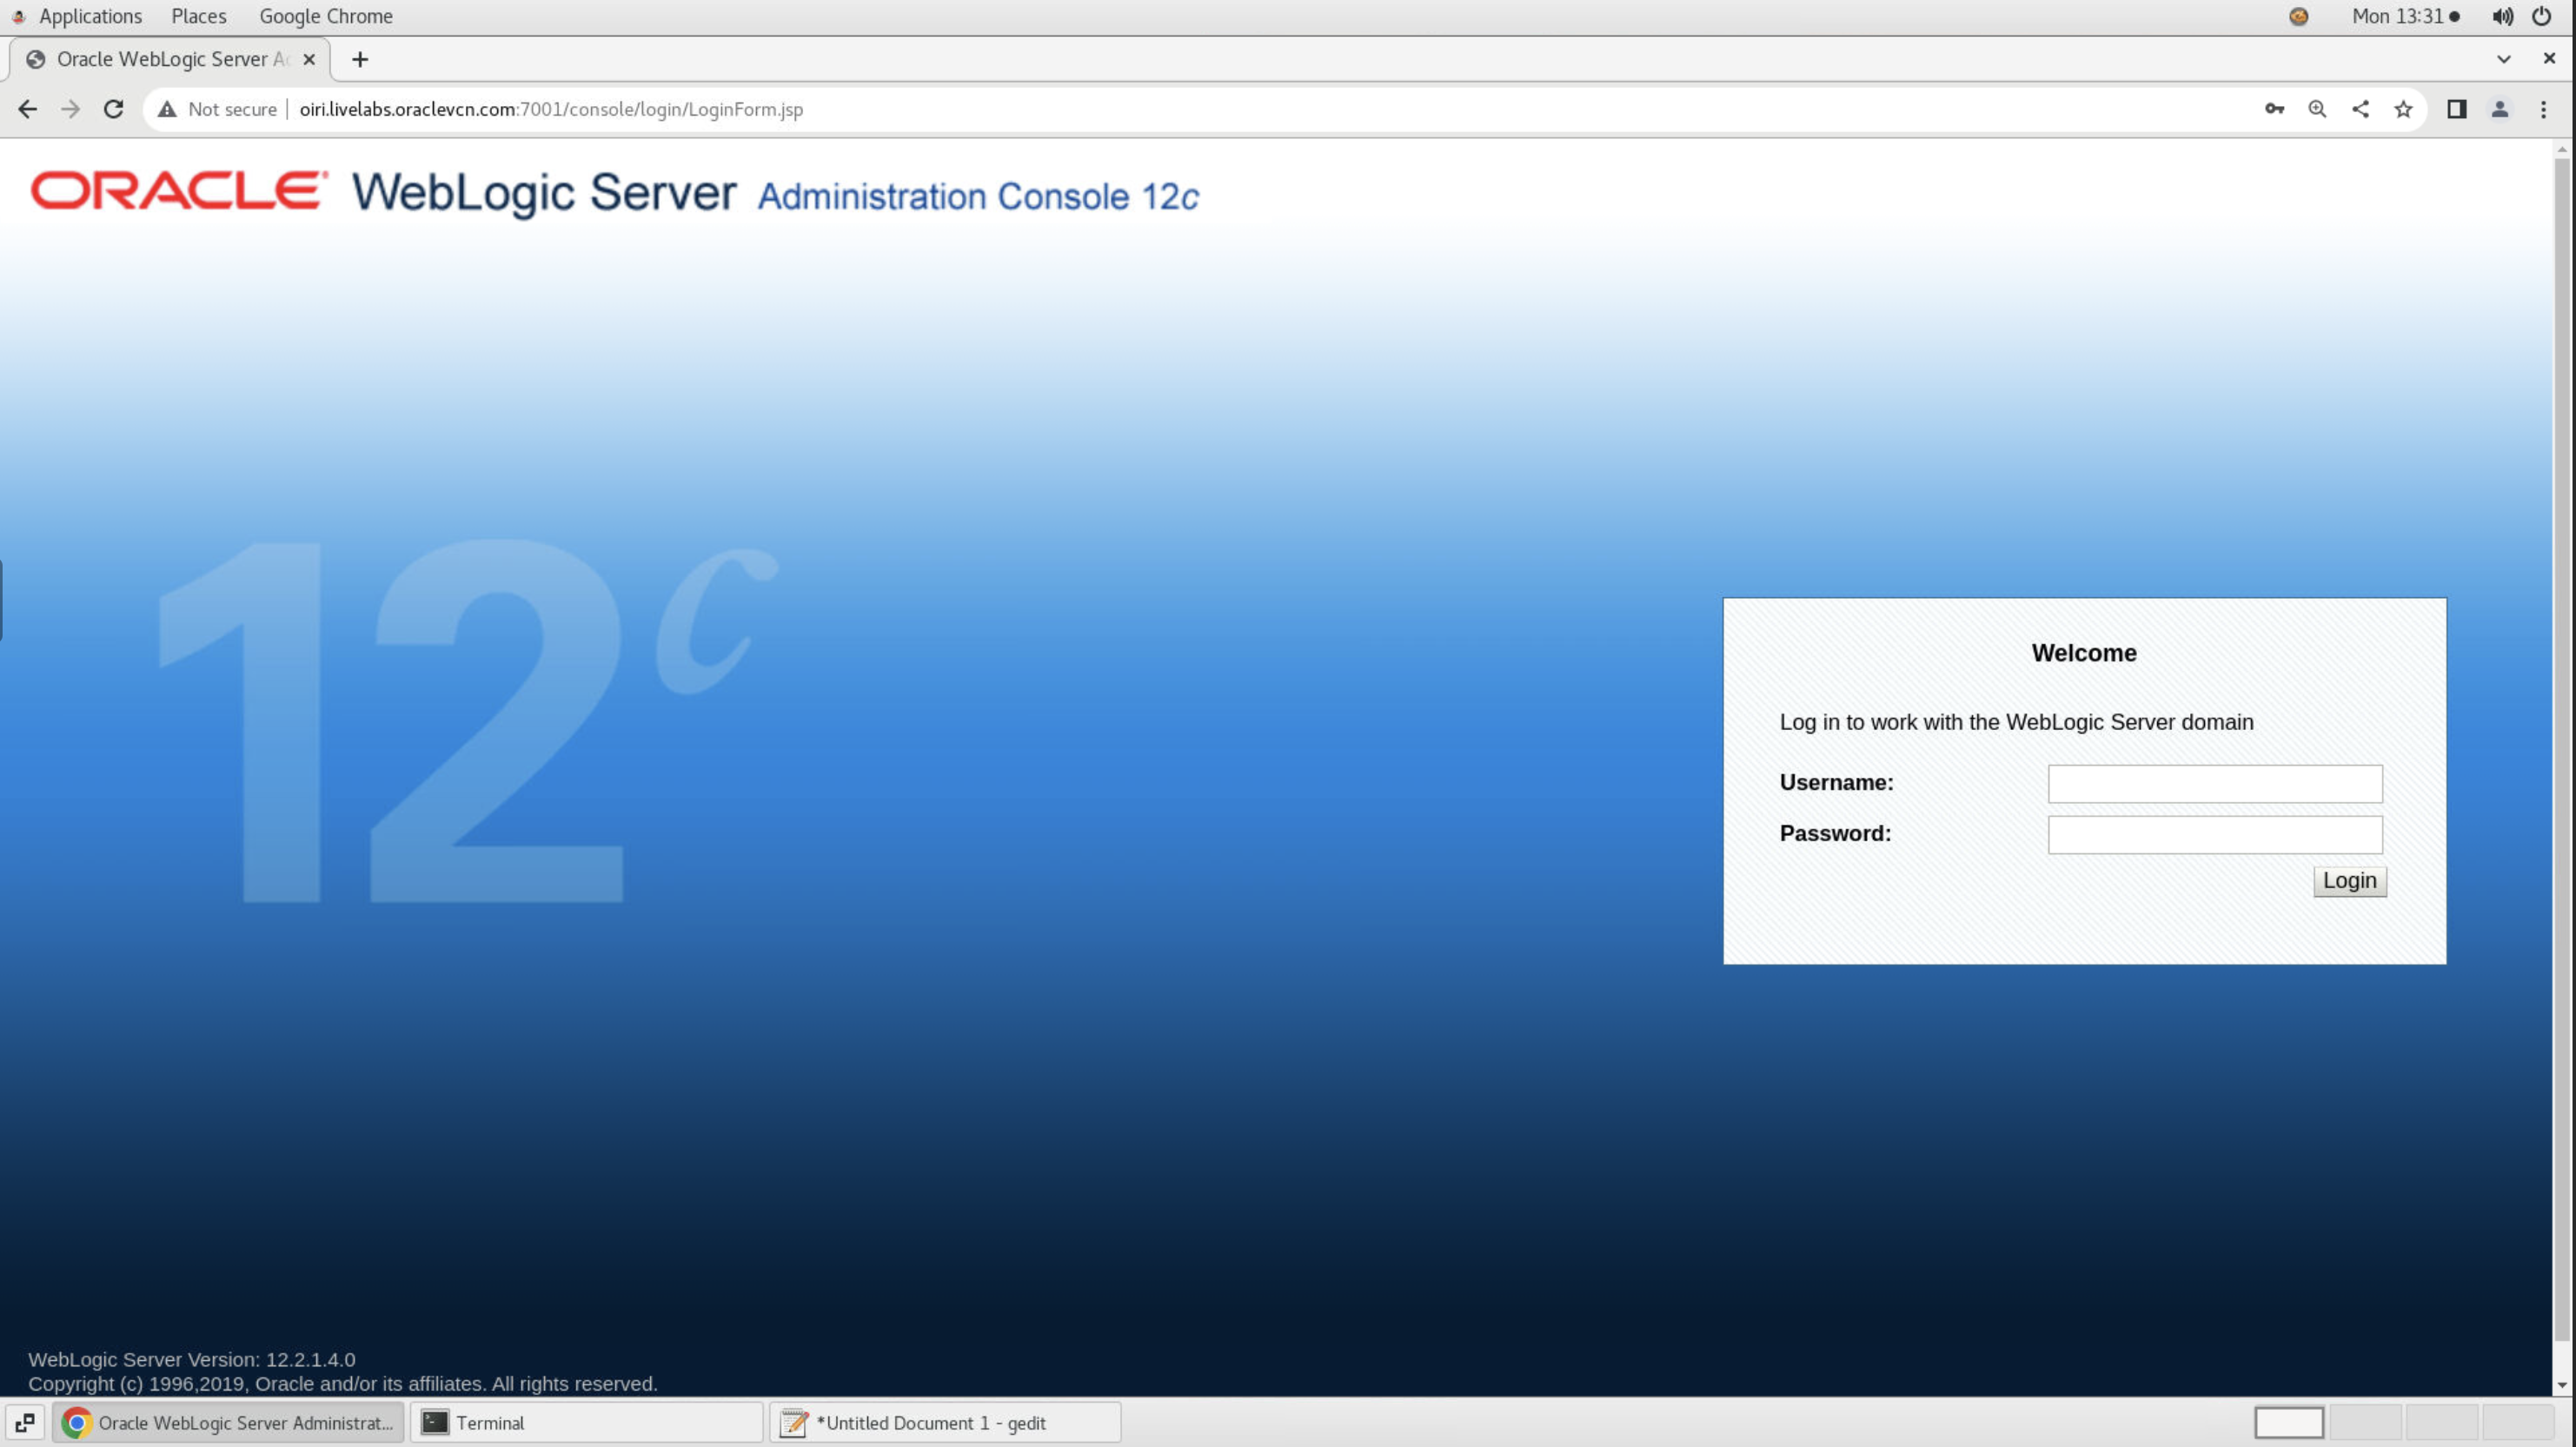 Applications Places Google Chrome Mon 13:31
Oracle WebLogic Server
Not secure oiri.livelabs.oraclevcn.com:7001/console/login/LoginForm.jsp
ORACLE WebLogic Server Administration Console 12c
12c
Welcome
Log in to work with the WebLogic Server domain
Username:
Password:
Login
WebLogic Server Version: 12.2.1.4.0
Copyright (c) 1996,2019, Oracle and/or its affiliates. All rights reserved.
Oracle WebLogic Server Administrat... Terminal *Untitled Document 1 - gedit